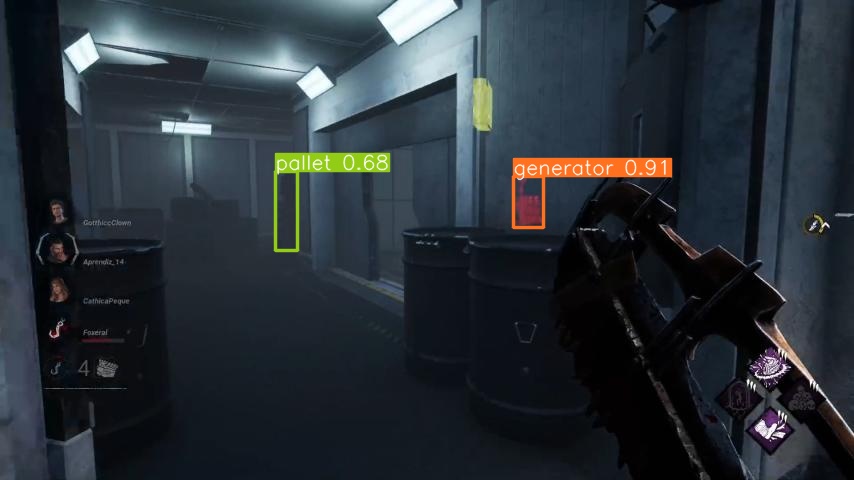 pallet 0.68
generator 0.91
GothiccClown
Aprendiz_14
CathicaPeque
Foxeral
4